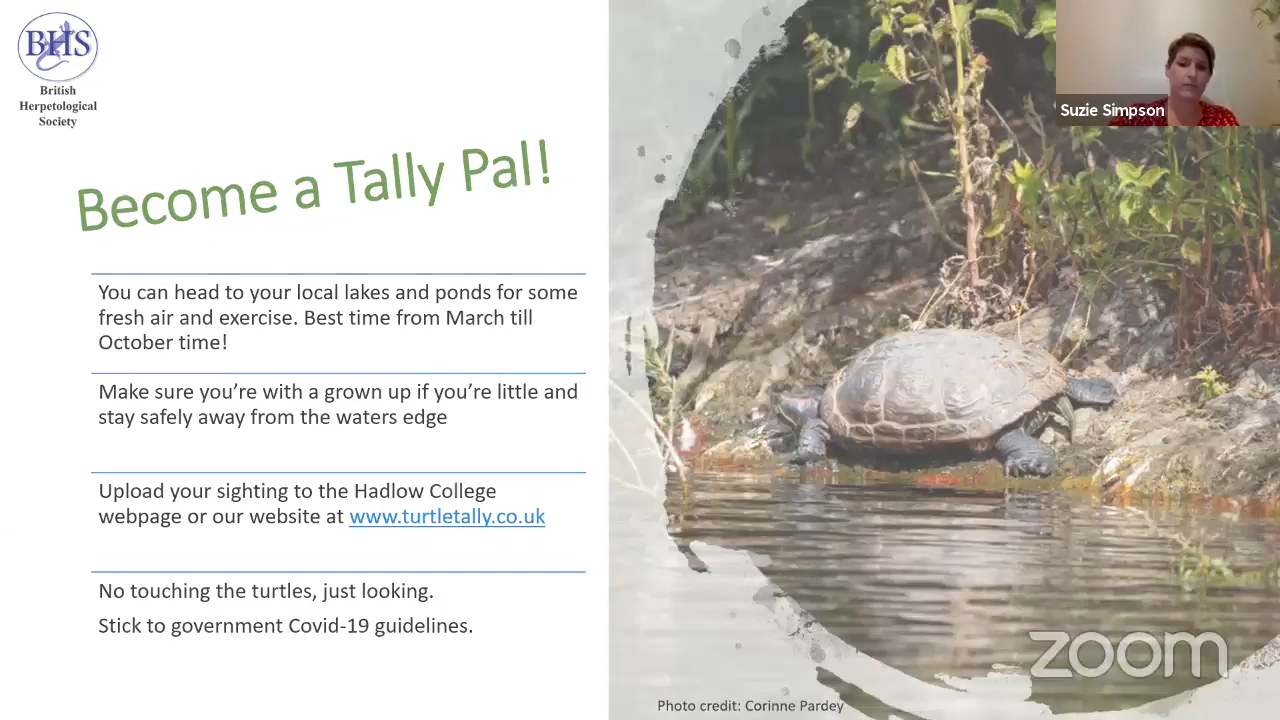 BHS
British
Herpetological
Society
Suzie Simpson
Become a Tally Pal!
You can head to your local lakes and ponds for some
fresh air and exercise. Best time from March till
October time!
Make sure you’re with a grown up if you’re little and
stay safely away from the waters edge
Upload your sighting to the Hadlow College
webpage or our website at www.turtletally.co.uk
No touching the turtles, just looking.
Stick to government Covid-19 guidelines.
zoom
Photo credit: Corinne Pardey